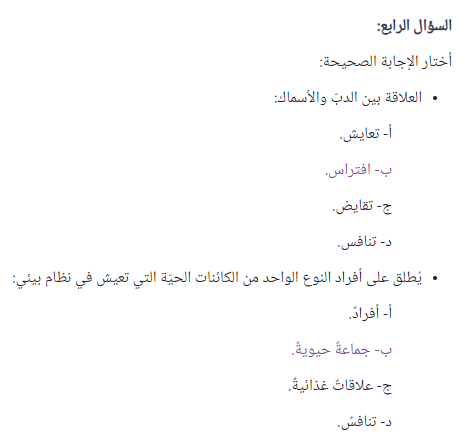 السؤال الرابع:
أختار الإجابة الصحيحة:
• العلاقة بين الدبّ والأسماك:
أ- تعايش.
ب- افتراس.
ج- تقايض.
د- تنافس.
• يُطلق على أفراد النوع الواحد من الكائنات الحيّة التي تعيش في نظام بيئي:
أ- أفرادٌ.
ب- جماعةٌ حيويةٌ.
ج- علاقاتٌ غذائيةٌ.
د- تنافسٌ.